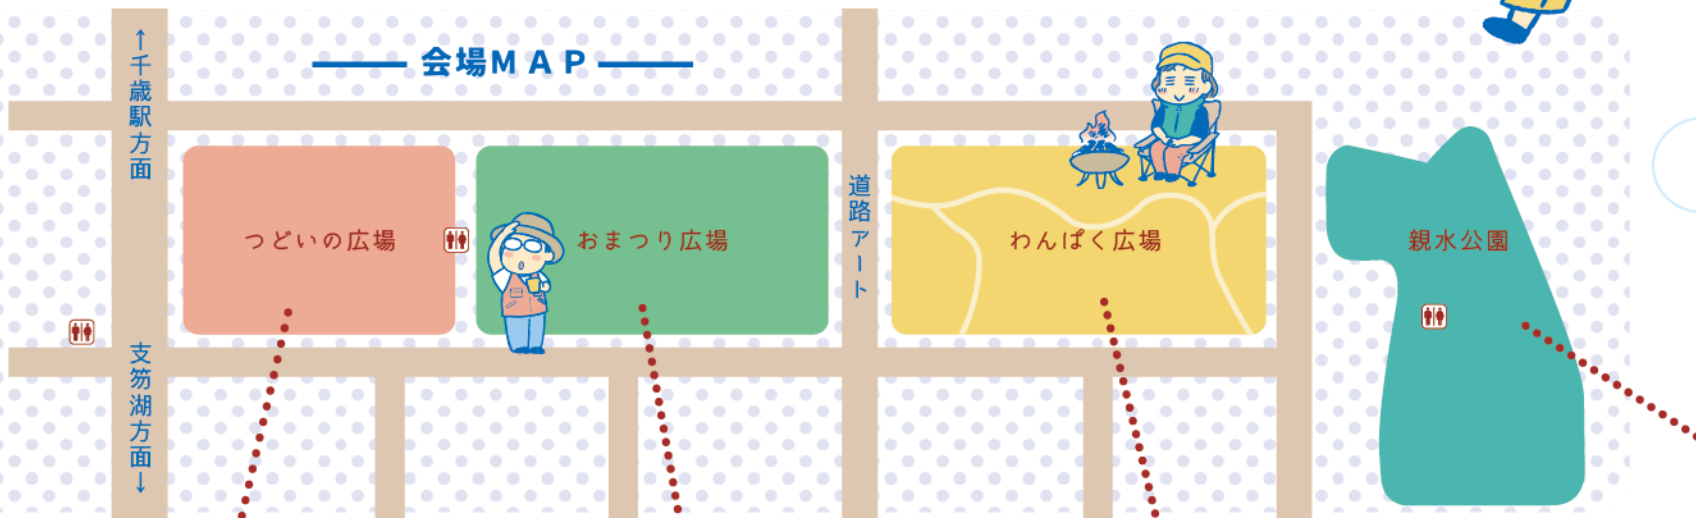 会場MAP
↑千歳駅方面
支笏湖方面↓
つどいの広場
おまつり広場
道路アート
わんぱく広場
親水公園